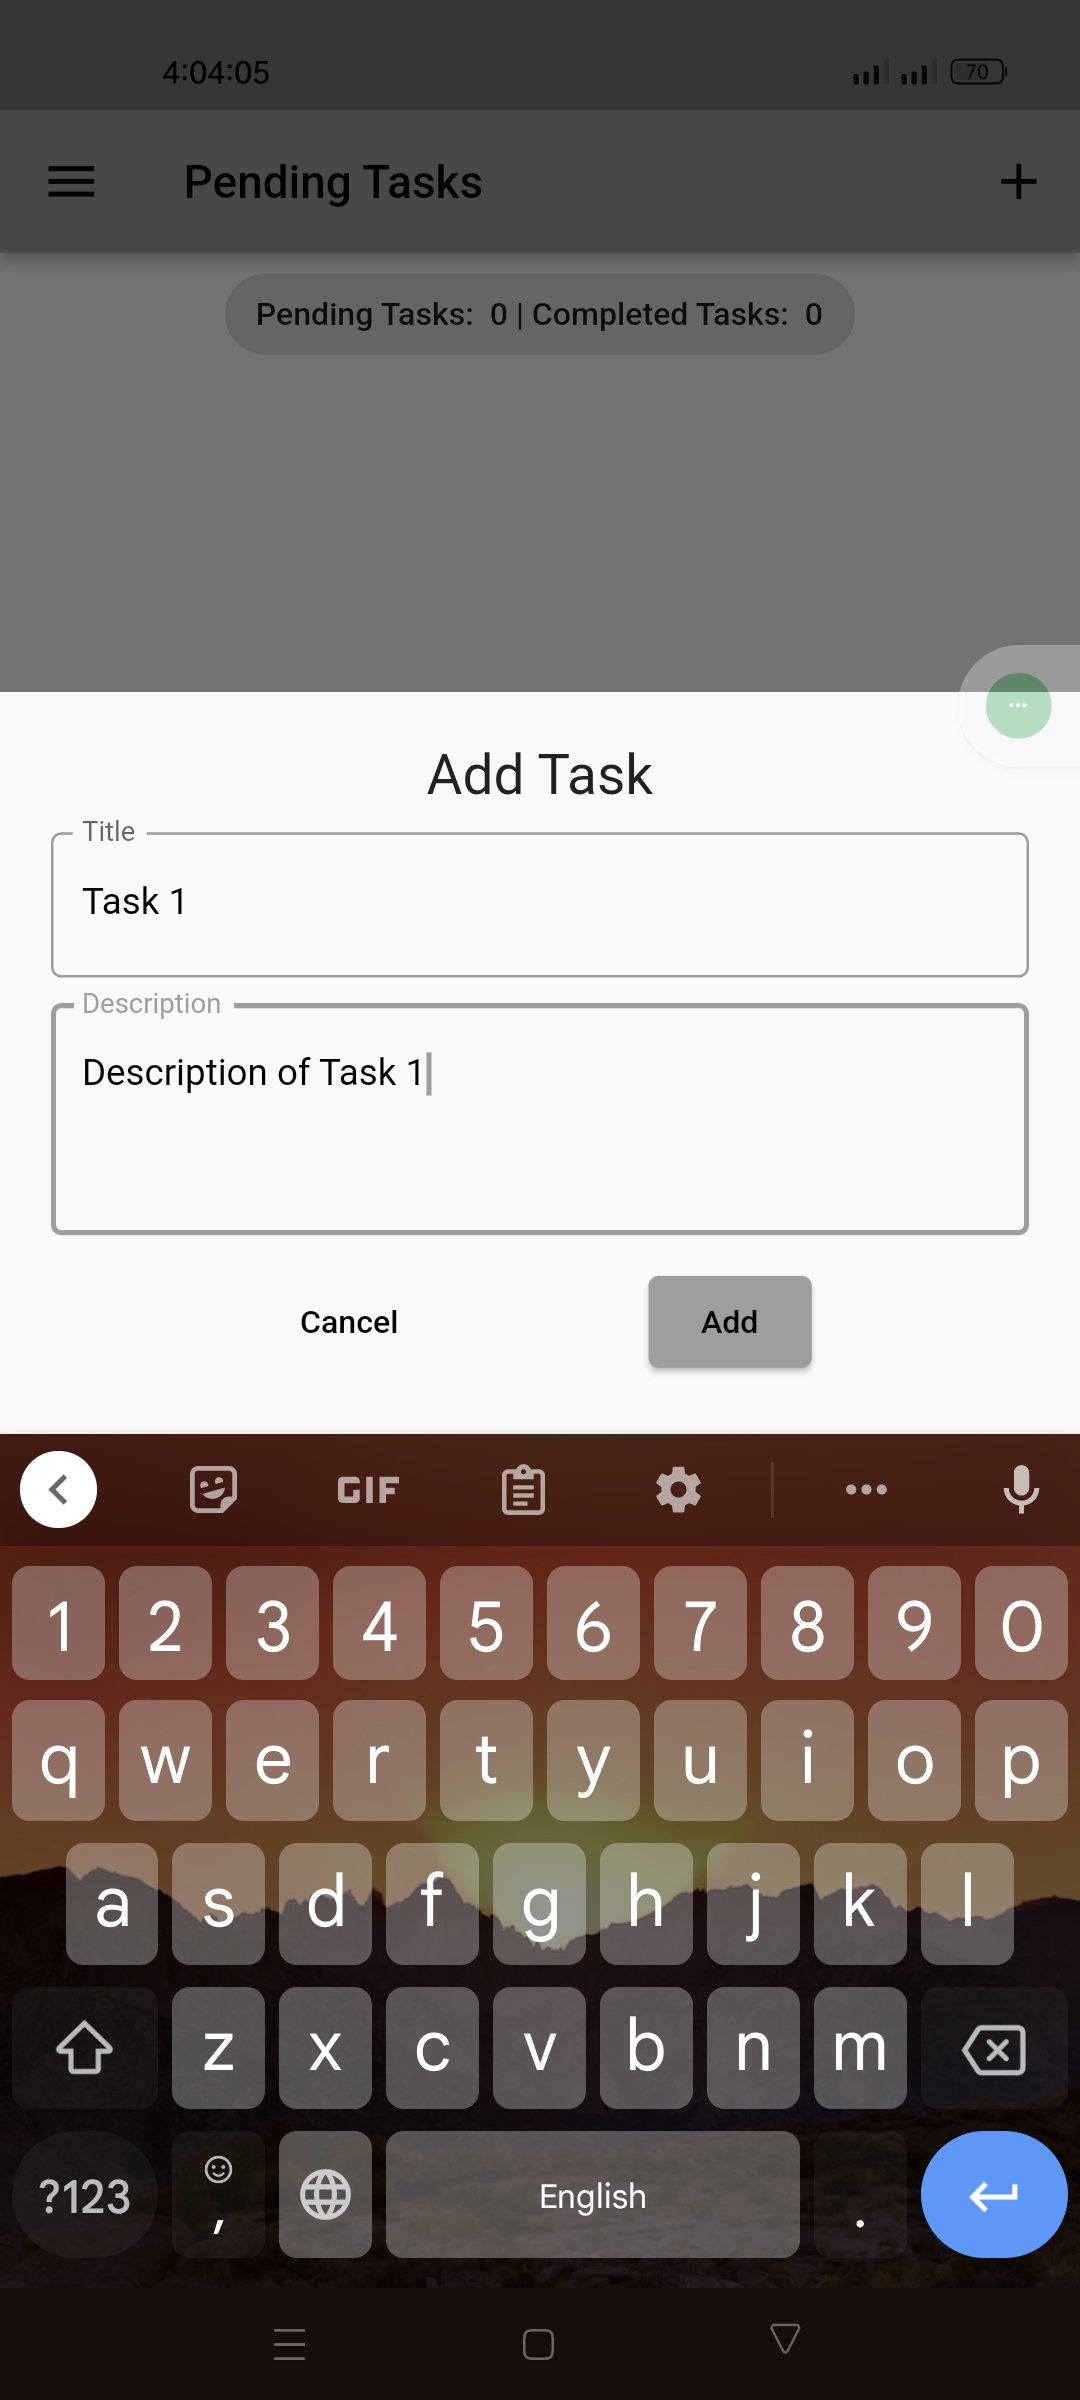 4:04:05
70
Pending Tasks
Pending Tasks: 0 | Completed Tasks: 0
Add Task
Title
Task 1
Description
Description of Task 1
Cancel
Add
GIF
1 2 3 4 5 6 7 8 9 0
q w e r t y u i o p
a s d f g h j k l
z x c v b n m
?123 , English .